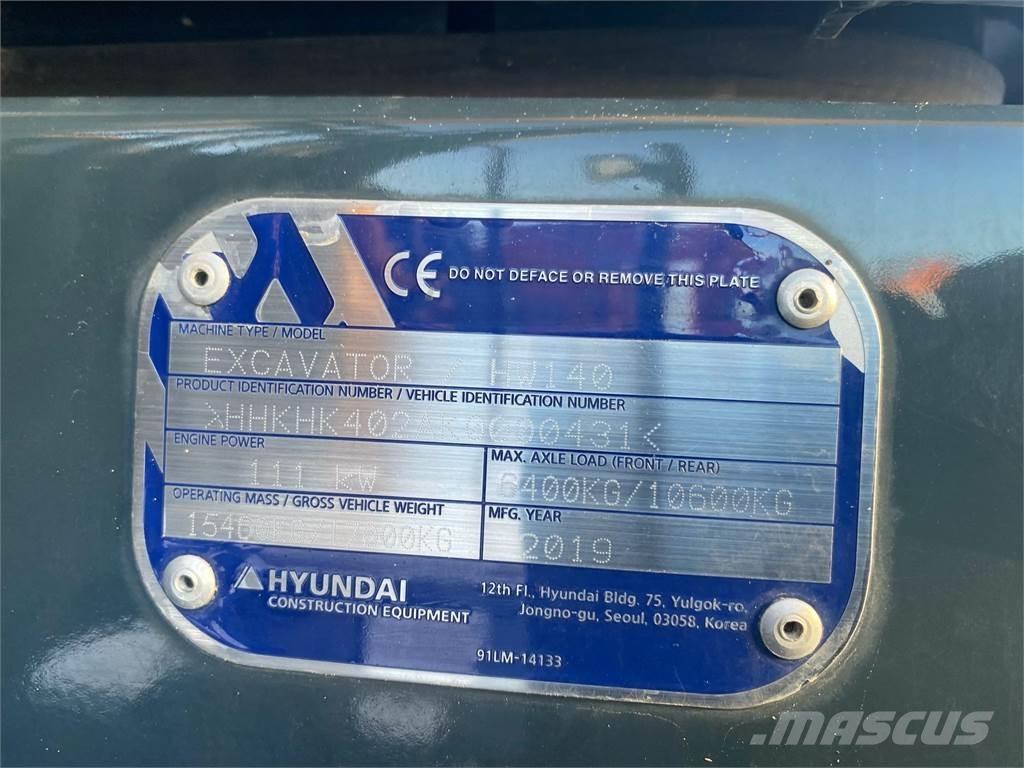 CE DO NOT DEFACE OR REMOVE THIS PLATE
MACHINE TYPE / MODEL
EXCAVATOR / HW140
PRODUCT IDENTIFICATION NUMBER / VEHICLE IDENTIFICATION NUMBER
ENGINE POWER
111 KW
MAX. AXLE LOAD (FRONT / REAR)
OPERATING MASS / GROSS VEHICLE WEIGHT
MFG. YEAR
2019
HYUNDAI
CONSTRUCTION EQUIPMENT
12th Fl., Hyundai Bldg. 75, Yulgok-ro,
Jongno-gu, Seoul, 03058, Korea
91LM-14133
MASCUS